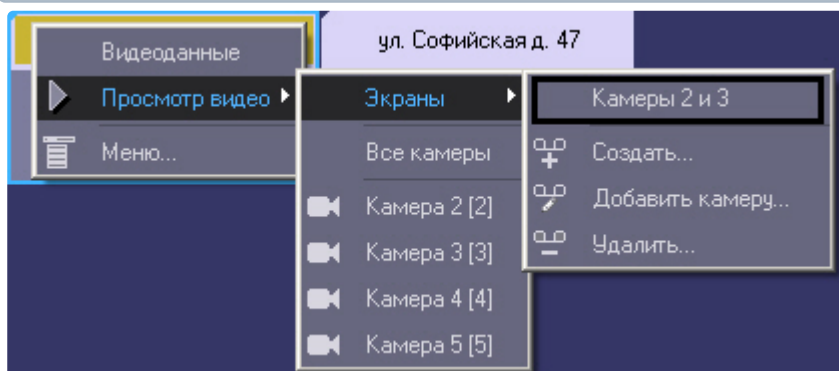 ул. Софийская д. 47
Видеоданные
Просмотр видео
Меню...
Экраны
Все камеры
Камера 2 [2]
Камера 3 [3]
Камера 4 [4]
Камера 5 [5]
Камеры 2 и 3
Создать...
Добавить камеру...
Удалить...